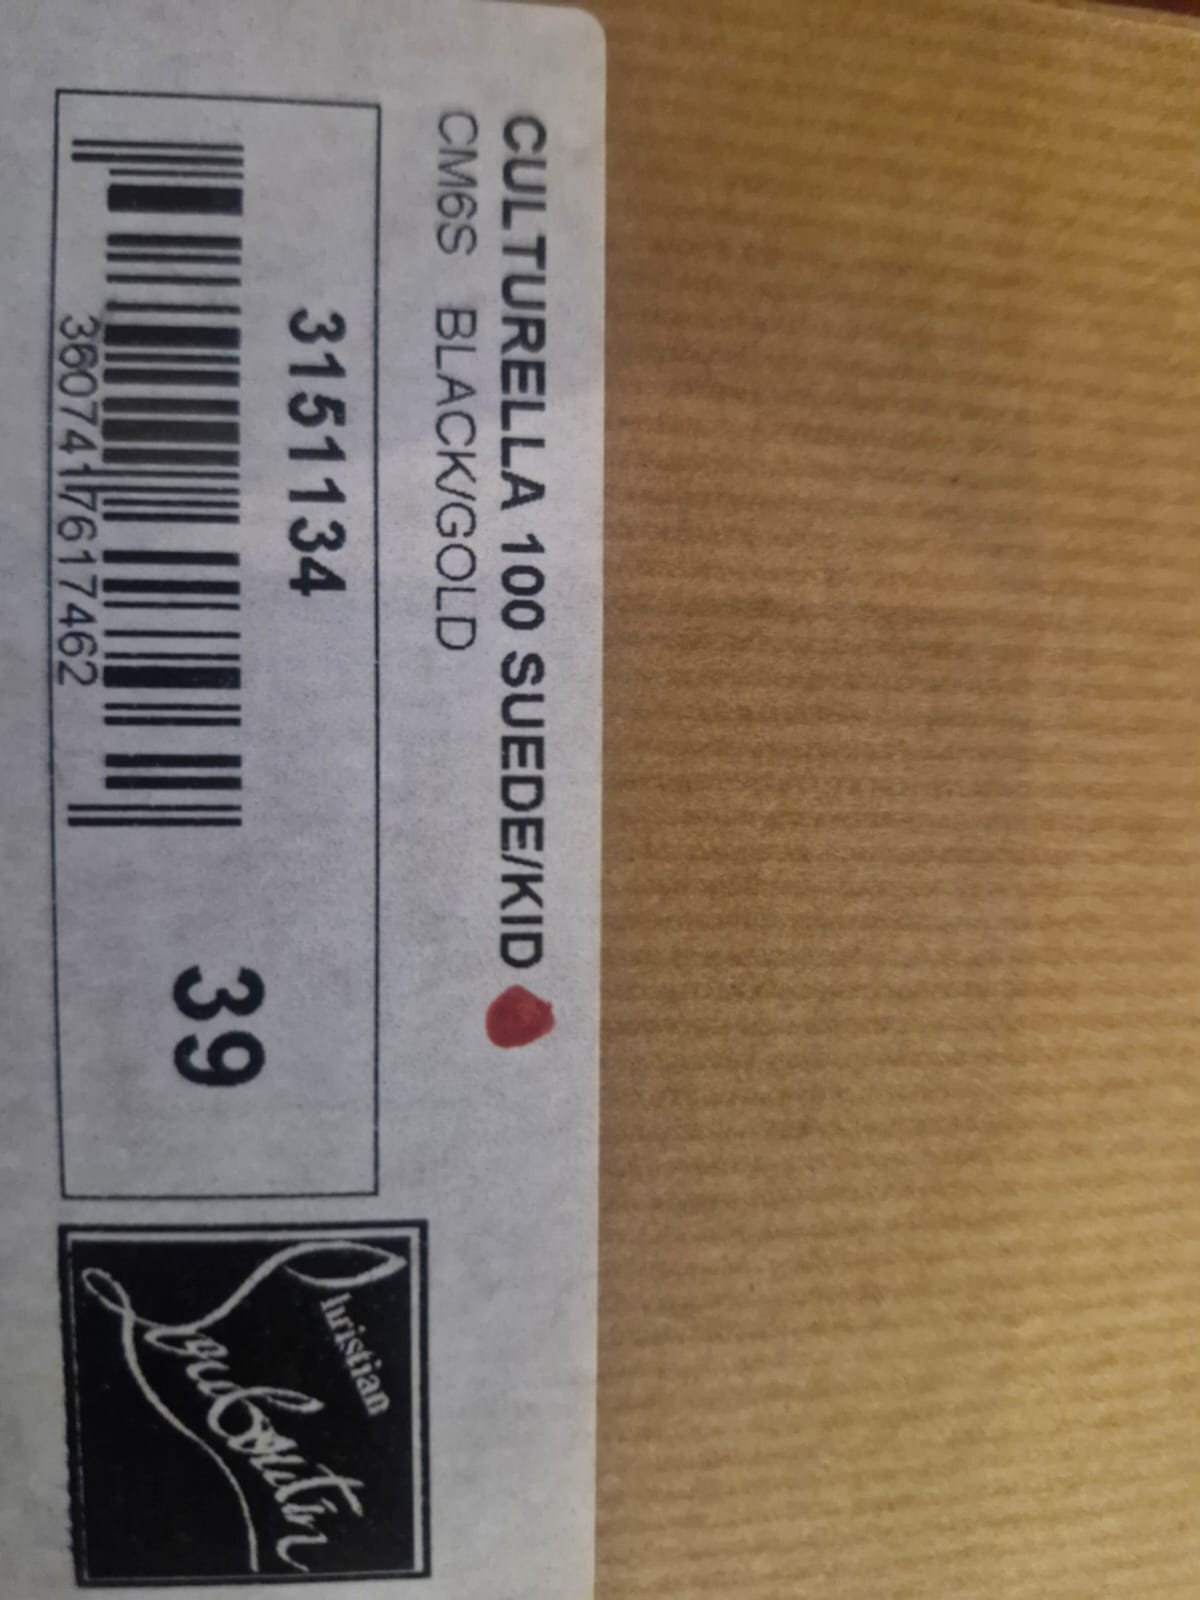 CULTURELLA 100 SUEDE/KID
CM6S BLACK/GOLD
3151134
3607417617462
39
Christian
Louboutin